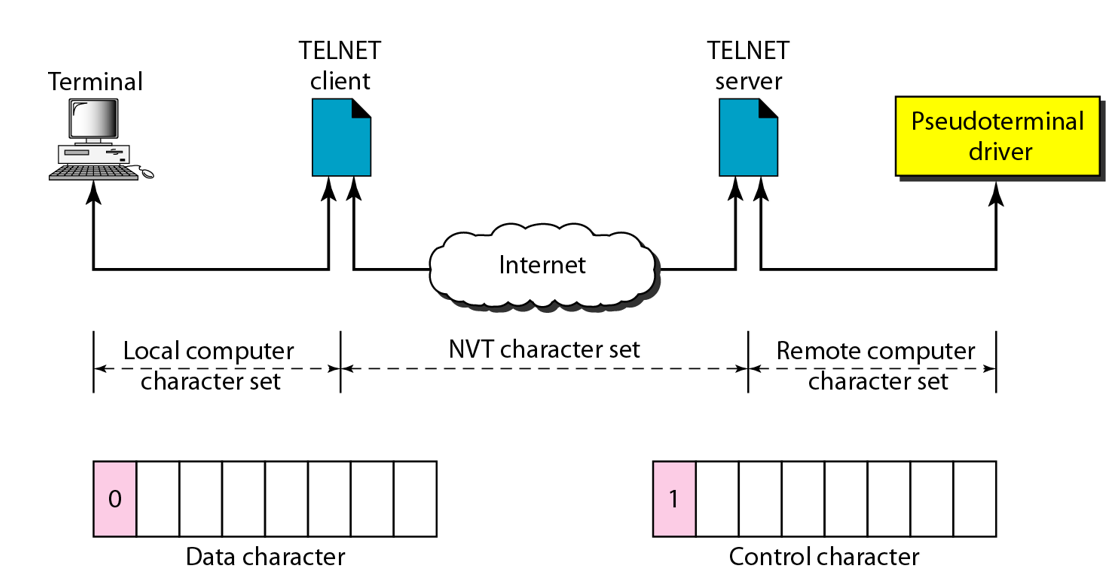 TELNET
client
TELNET
server
Terminal
Pseudoterminal
driver
Internet
Local computer
character set
NVT character set
Remote computer
character set
0
1
Data character
Control character